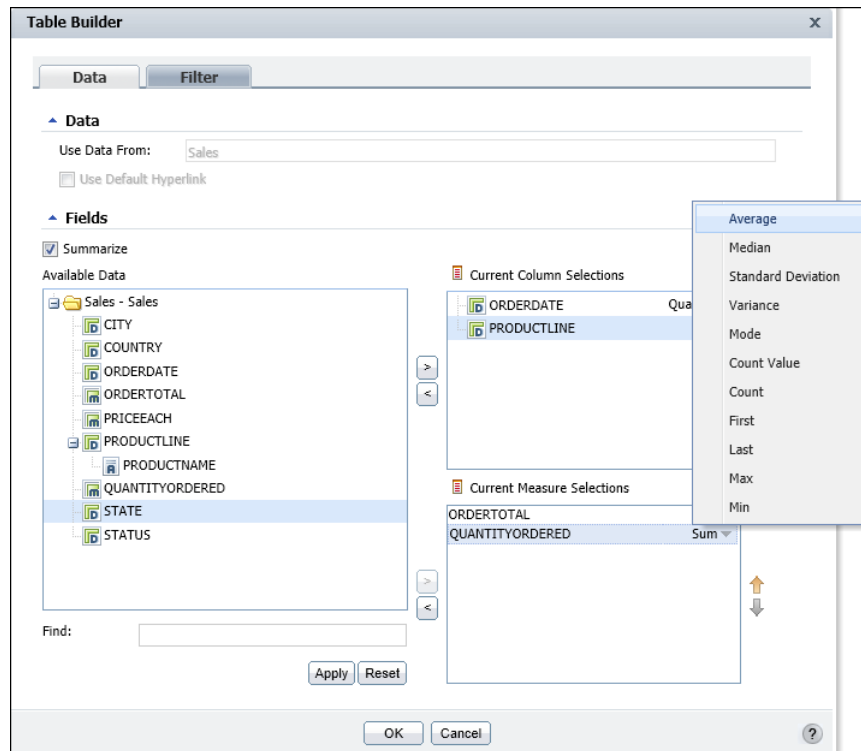 Table Builder
x
Data
Filter
Data
Use Data From:
Sales
Use Default Hyperlink
Fields
Summarize
Available Data
Sales - Sales
CITY
COUNTRY
ORDERDATE
ORDERTOTAL
PRICEEACH
PRODUCTLINE
PRODUCTNAME
QUANTITYORDERED
STATE
STATUS
Find:
Apply
Reset
>
<
>
<
Current Column Selections
ORDERDATE Qua
PRODUCTLINE
Current Measure Selections
ORDERTOTAL
QUANTITYORDERED Sum
Average
Median
Standard Deviation
Variance
Mode
Count Value
Count
First
Last
Max
Min
OK
Cancel
?